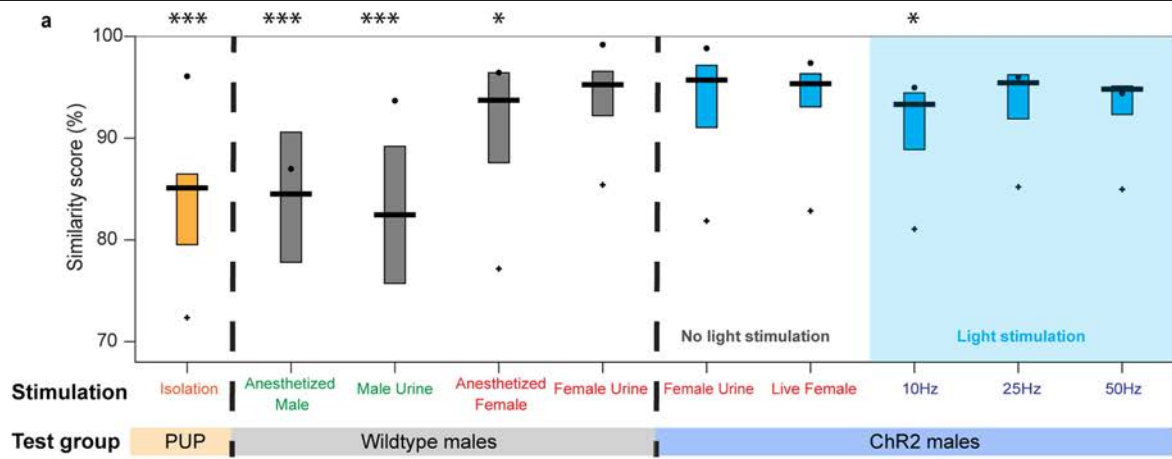 a
*** *** *** * *
100
90
80
70
Similarity score (%)
No light stimulation Light stimulation
Stimulation Isolation Anesthetized Male Male Urine Anesthetized Female Female Urine Female Urine Live Female 10Hz 25Hz 50Hz
Test group PUP Wildtype males ChR2 males